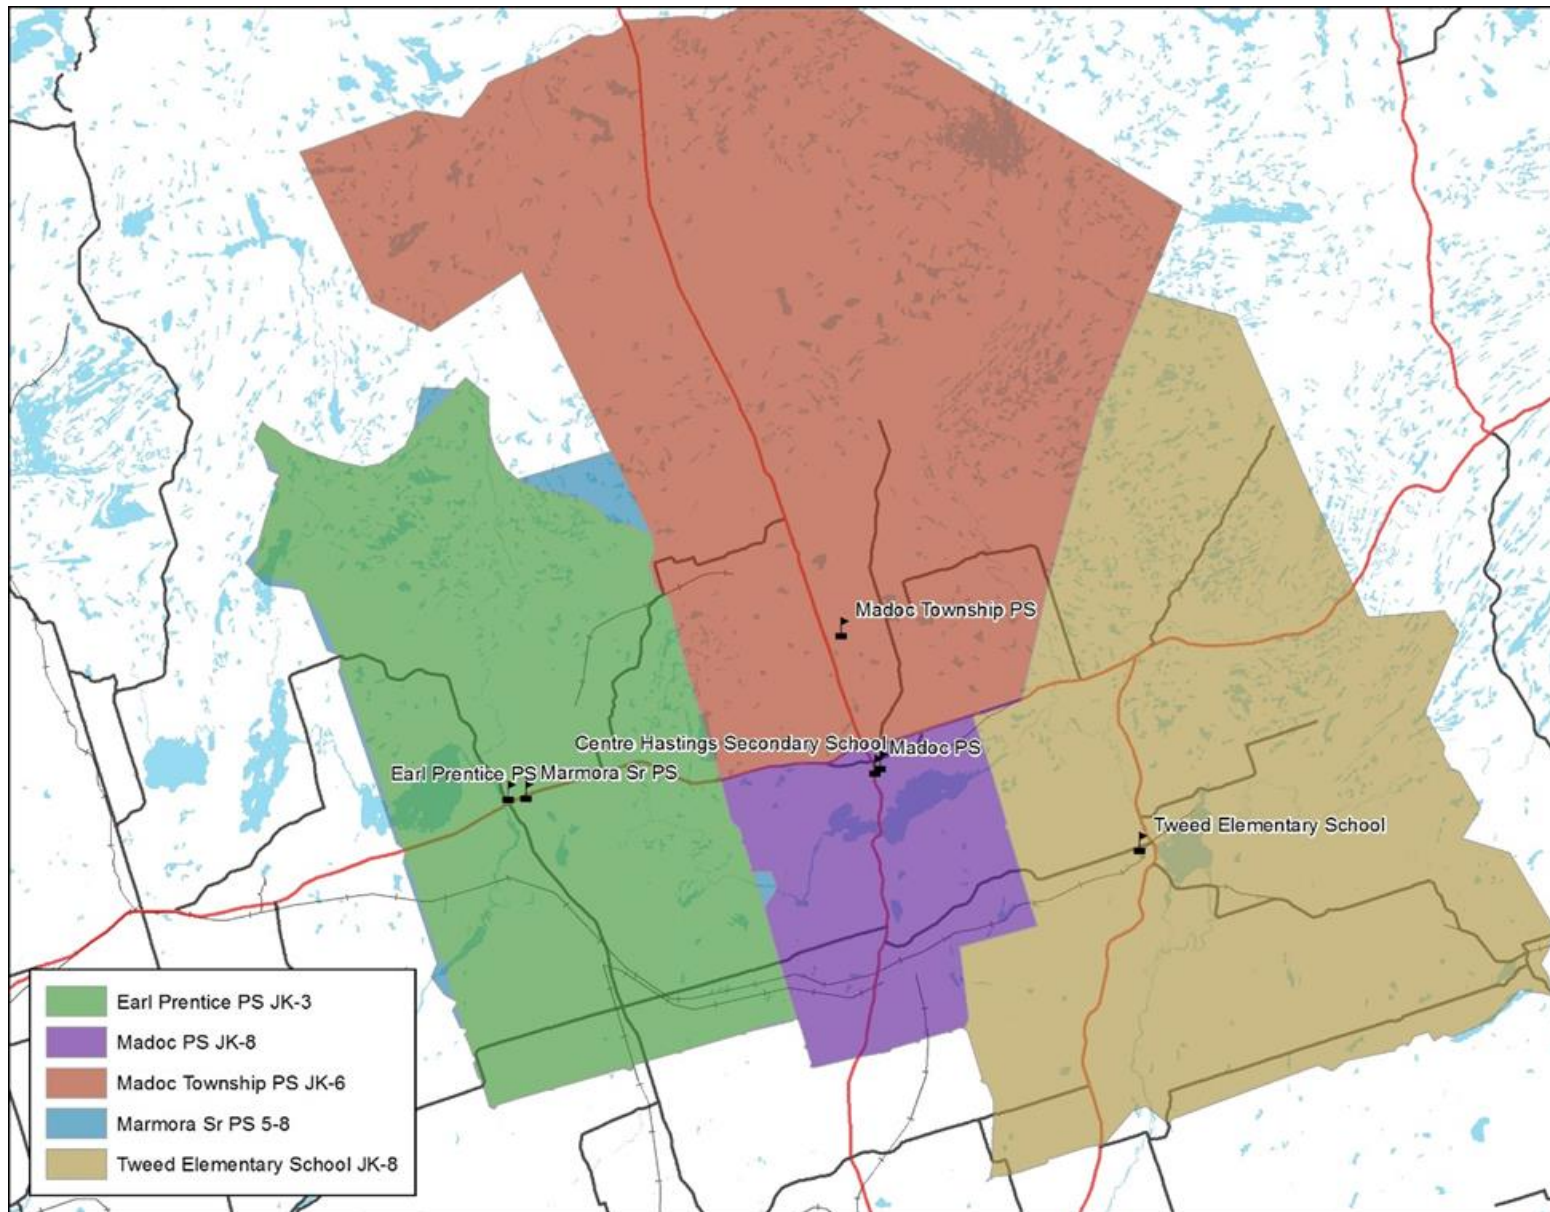 Madoc Township PS
Centre Hastings Secondary School
Madoc PS
Earl Prentice PS
Marmora Sr PS
Tweed Elementary School
Earl Prentice PS JK-3
Madoc PS JK-8
Madoc Township PS JK-6
Marmora Sr PS 5-8
Tweed Elementary School JK-8